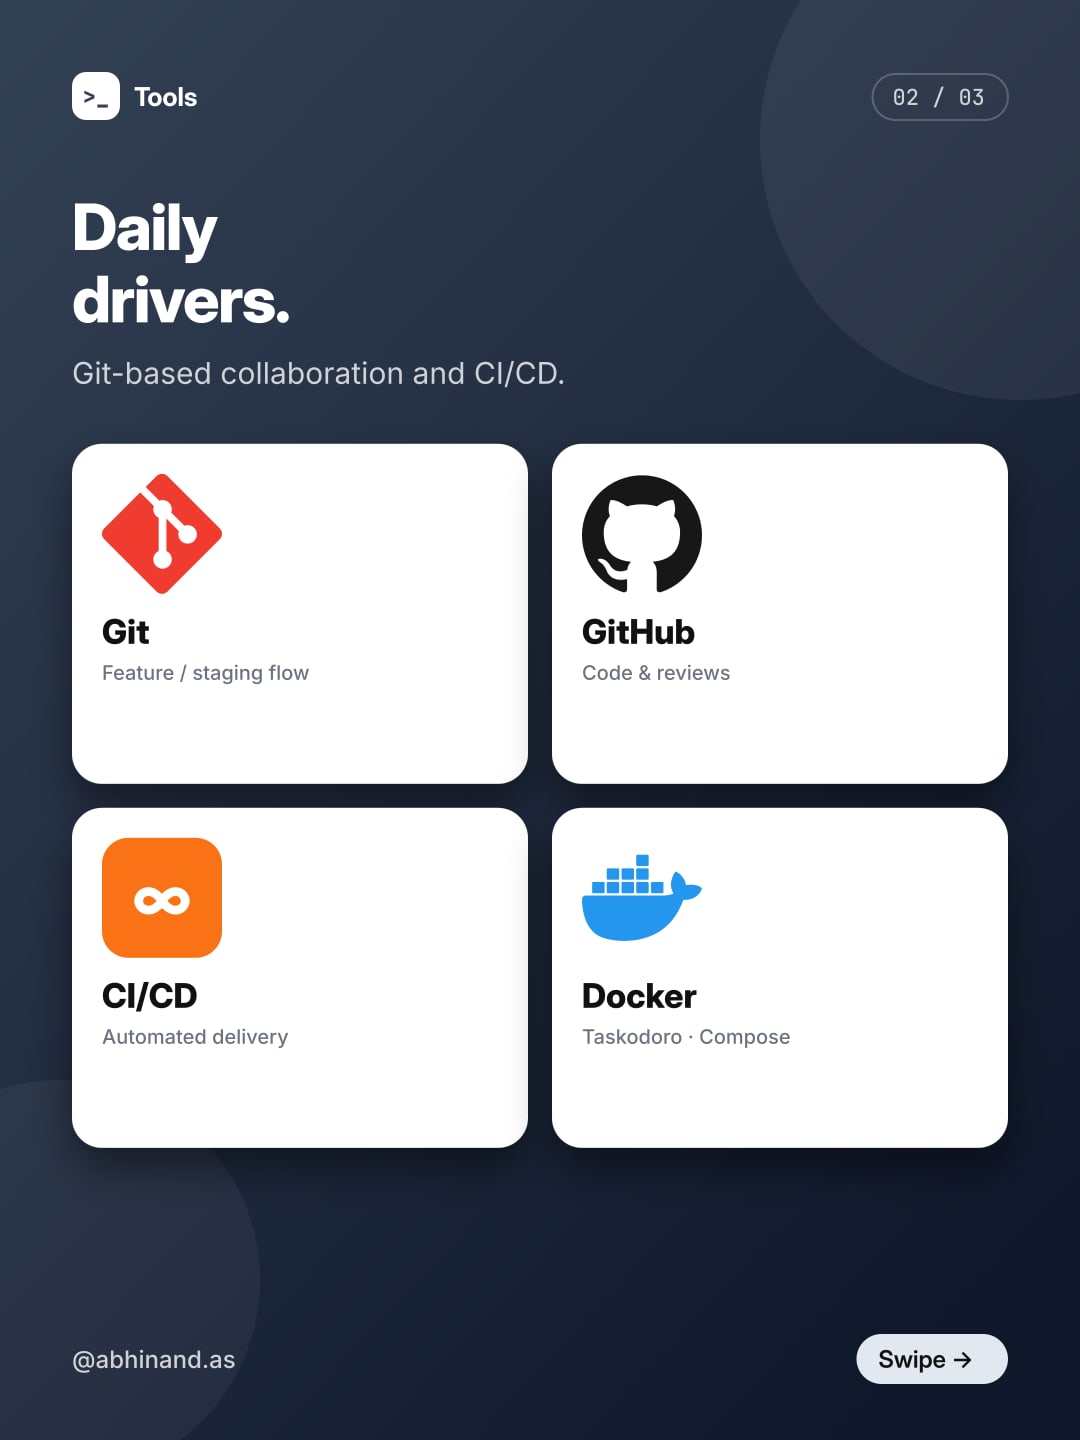 >_ Tools
02 / 03
Daily
drivers.
Git-based collaboration and CI/CD.
Git
Feature / staging flow
GitHub
Code & reviews
CI/CD
Automated delivery
Docker
Taskodoro · Compose
@abhinand.as
Swipe →